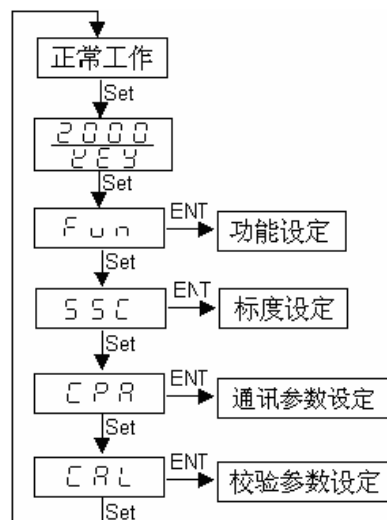 正常工作
Set
2000
KEY
Set
Fun
ENT
功能设定
Set
SSC
ENT
标度设定
Set
CPA
ENT
通讯参数设定
Set
CAL
ENT
校验参数设定
Set